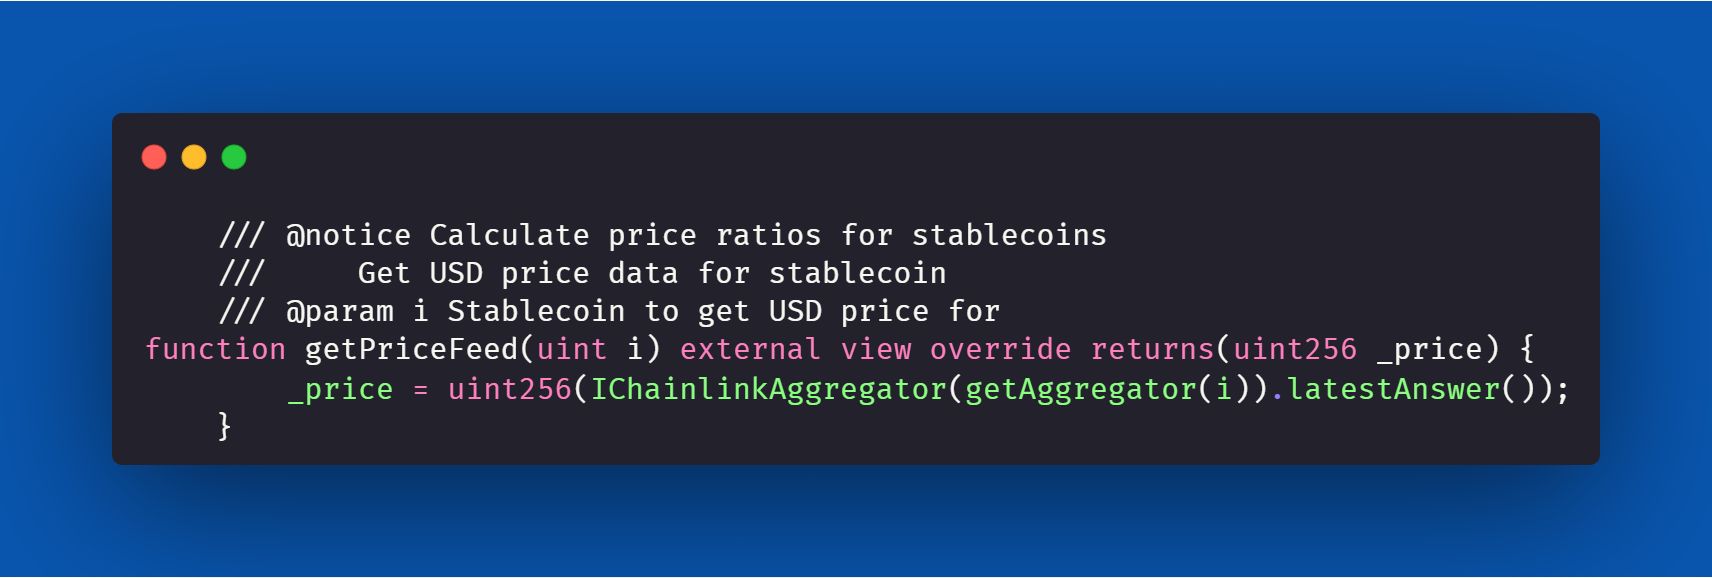 /// @notice Calculate price ratios for stablecoins
/// Get USD price data for stablecoin
/// @param i Stablecoin to get USD price for
function getPriceFeed(uint i) external view override returns(uint256 _price) {
_price = uint256(IChainlinkAggregator(getAggregator(i)).latestAnswer());
}